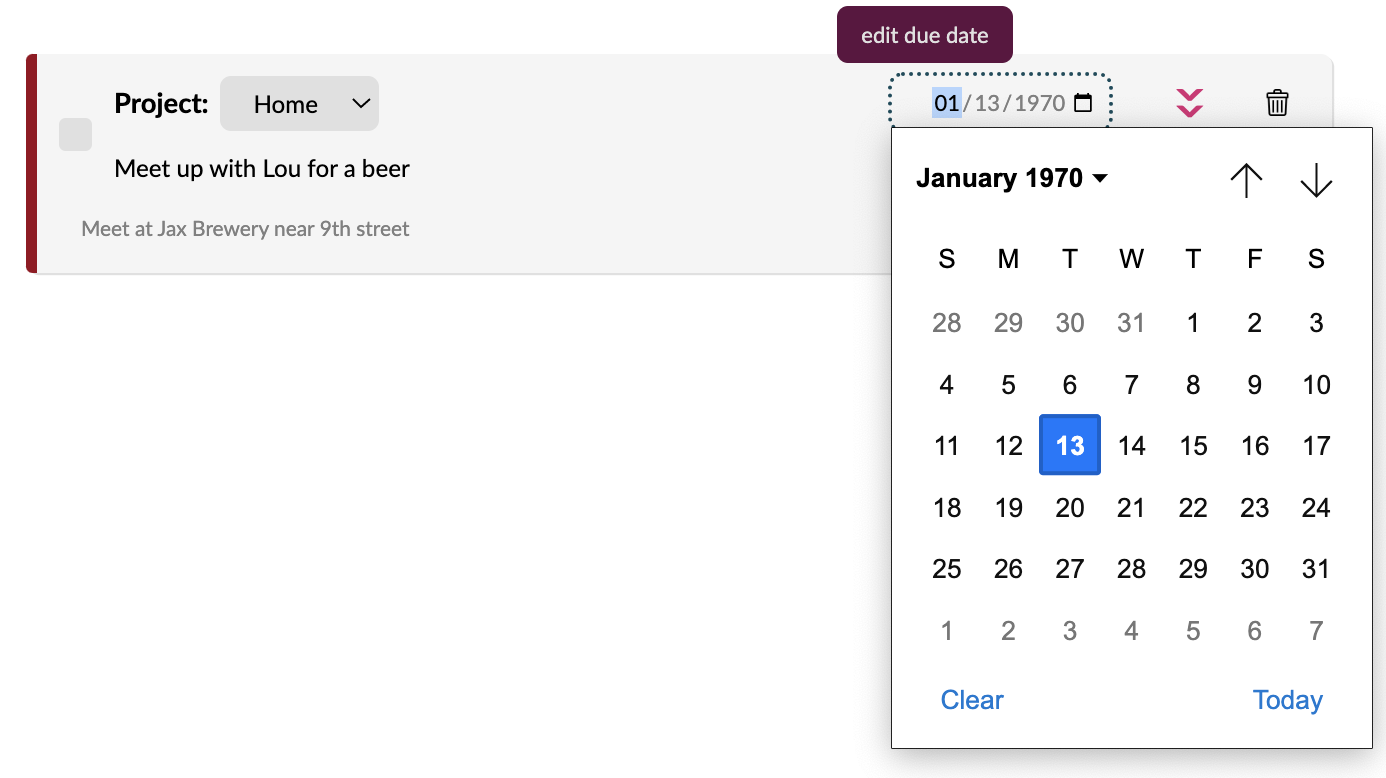 edit due date
Project: Home
01/13/1970
Meet up with Lou for a beer
Meet at Jax Brewery near 9th street
January 1970
S M T W T F S
28 29 30 31 1 2 3
4 5 6 7 8 9 10
11 12 13 14 15 16 17
18 19 20 21 22 23 24
25 26 27 28 29 30 31
1 2 3 4 5 6 7
Clear Today